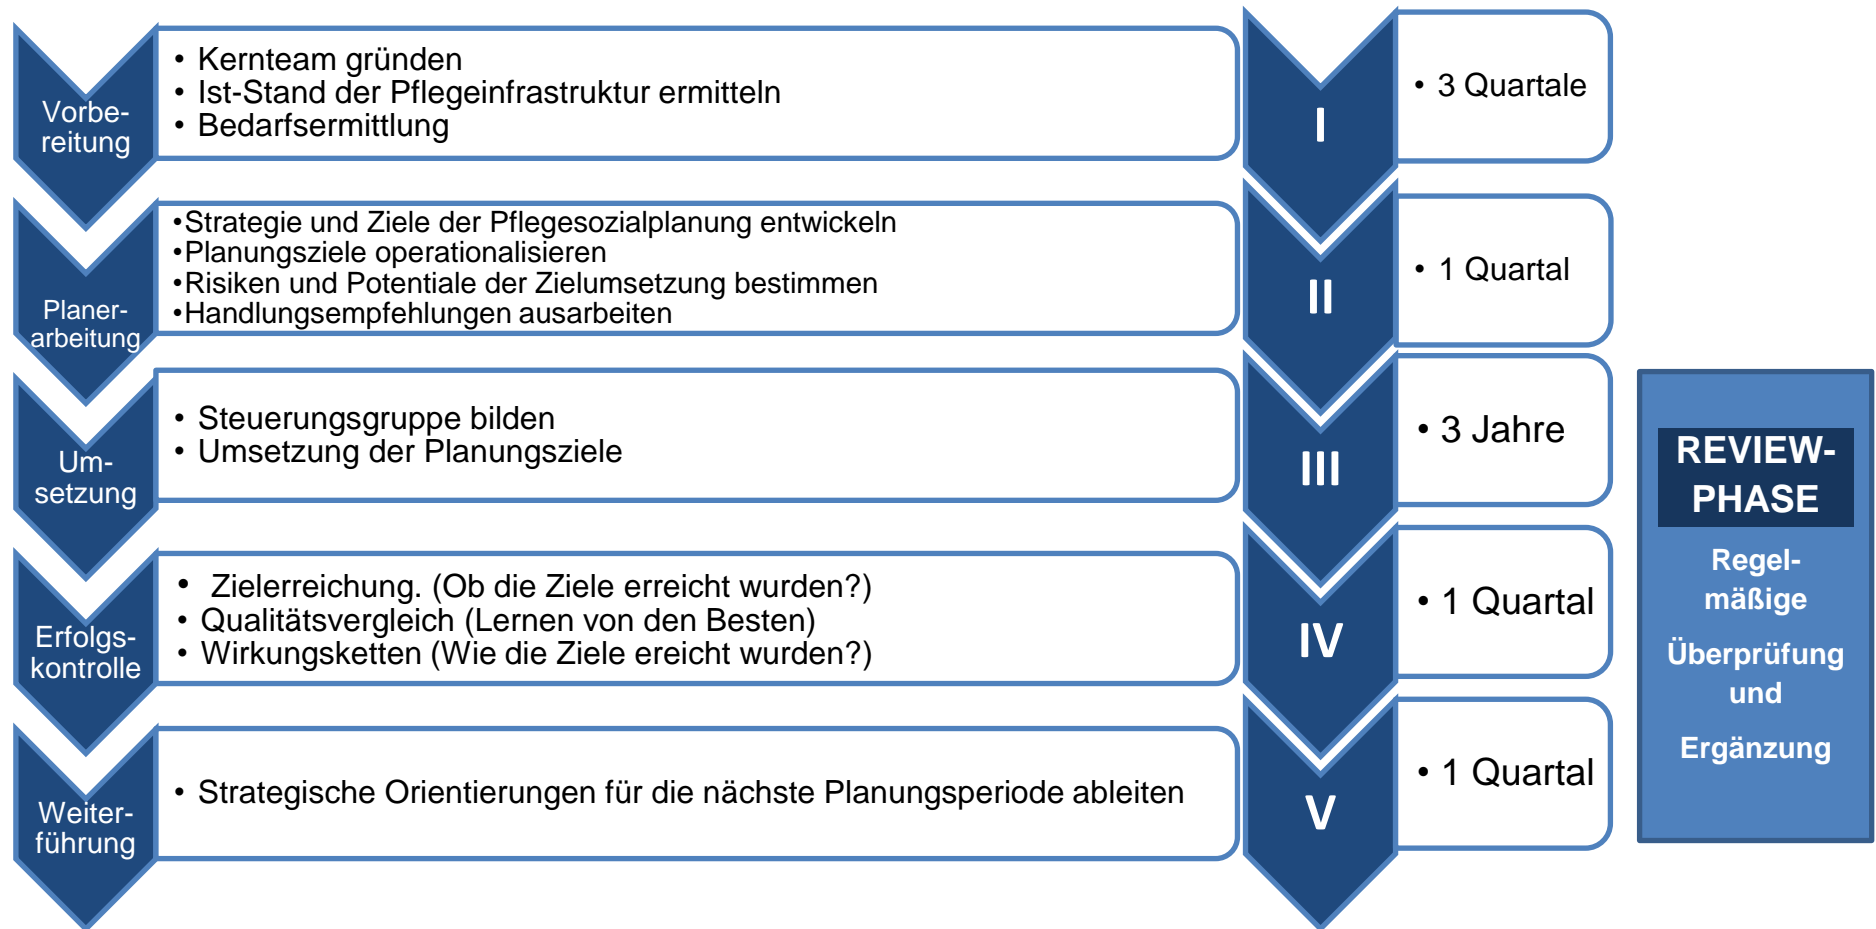 Vorbe-
reitung
• Kernteam gründen
• Ist-Stand der Pflegeinfrastruktur ermitteln
• Bedarfsermittlung
I
• 3 Quartale
Planer-
arbeitung
•Strategie und Ziele der Pflegesozialplanung entwickeln
•Planungsziele operationalisieren
•Risiken und Potentiale der Zielumsetzung bestimmen
•Handlungsempfehlungen ausarbeiten
II
• 1 Quartal
Um-
setzung
• Steuerungsgruppe bilden
• Umsetzung der Planungsziele
III
• 3 Jahre
Erfolgs-
kontrolle
• Zielerreichung. (Ob die Ziele erreicht wurden?)
• Qualitätsvergleich (Lernen von den Besten)
• Wirkungsketten (Wie die Ziele ereicht wurden?)
IV
• 1 Quartal
Weiter-
führung
• Strategische Orientierungen für die nächste Planungsperiode ableiten
V
• 1 Quartal
REVIEW-
PHASE
Regel-
mäßige
Überprüfung
und
Ergänzung